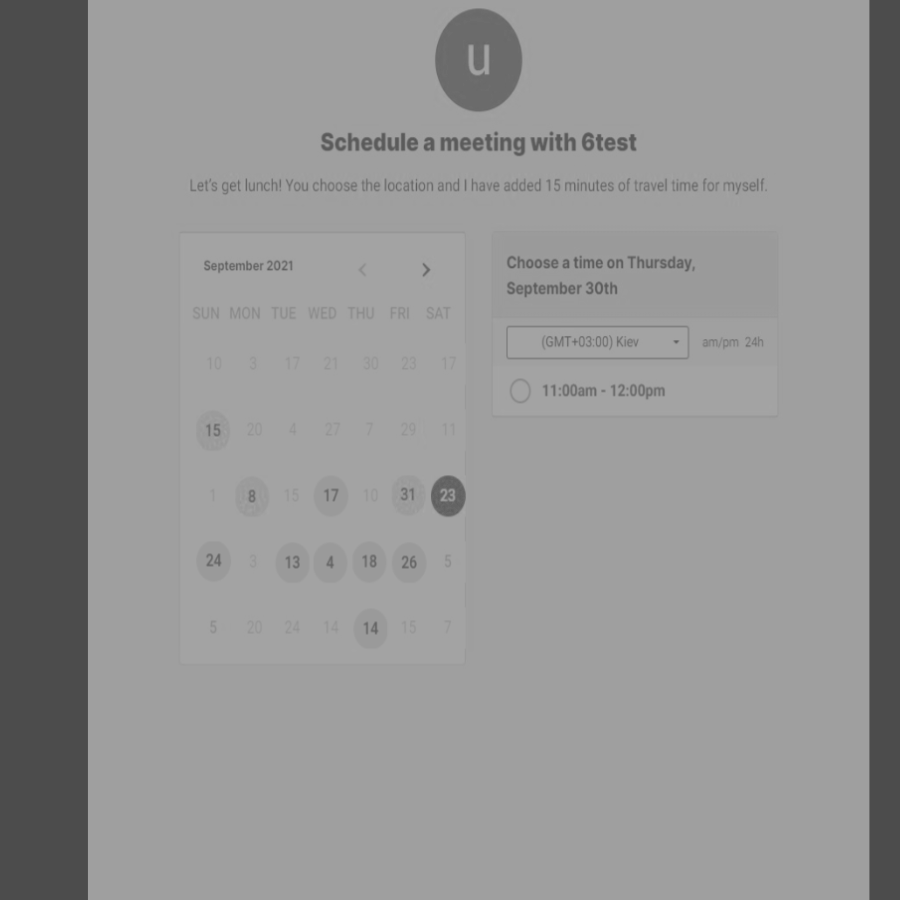 u
Schedule a meeting with 6test
Let's get lunch! You choose the location and I have added 15 minutes of travel time for myself.
September 2021
SUN MON TUE WED THU FRI SAT
10 3 17 21 30 23 17
15 20 4 27 7 29 11
1 8 15 17 10 31 23
24 3 13 4 18 26 5
5 20 24 14 14 15 7
Choose a time on Thursday,
September 30th
(GMT+03:00) Kiev am/pm 24h
11:00am - 12:00pm